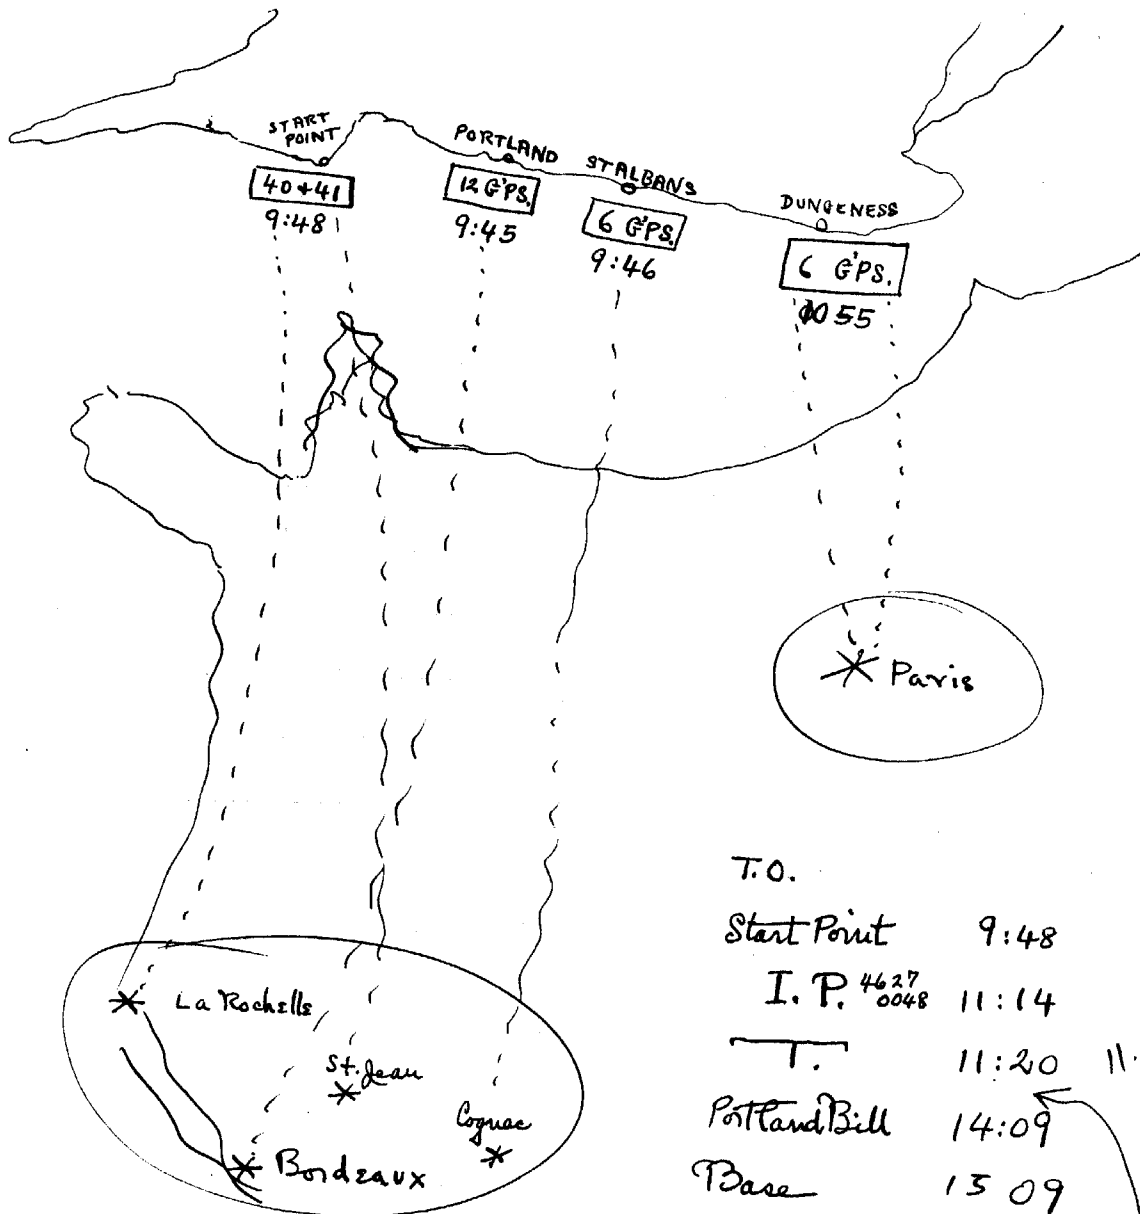 START
POINT
40+41
9:48
PORTLAND
12 G'PS.
9:45
ST ALBANS
6 G'PS.
9:46
DUNGENESS
6 G'PS.
1055
Paris
La Rochelle
St. Jean
Cognac
Bordeaux
T.O.
Start Point 9:48
I. P. 4627 0048 11:14
T. 11:20 11.
Portland Bill 14:09
Base 15 09